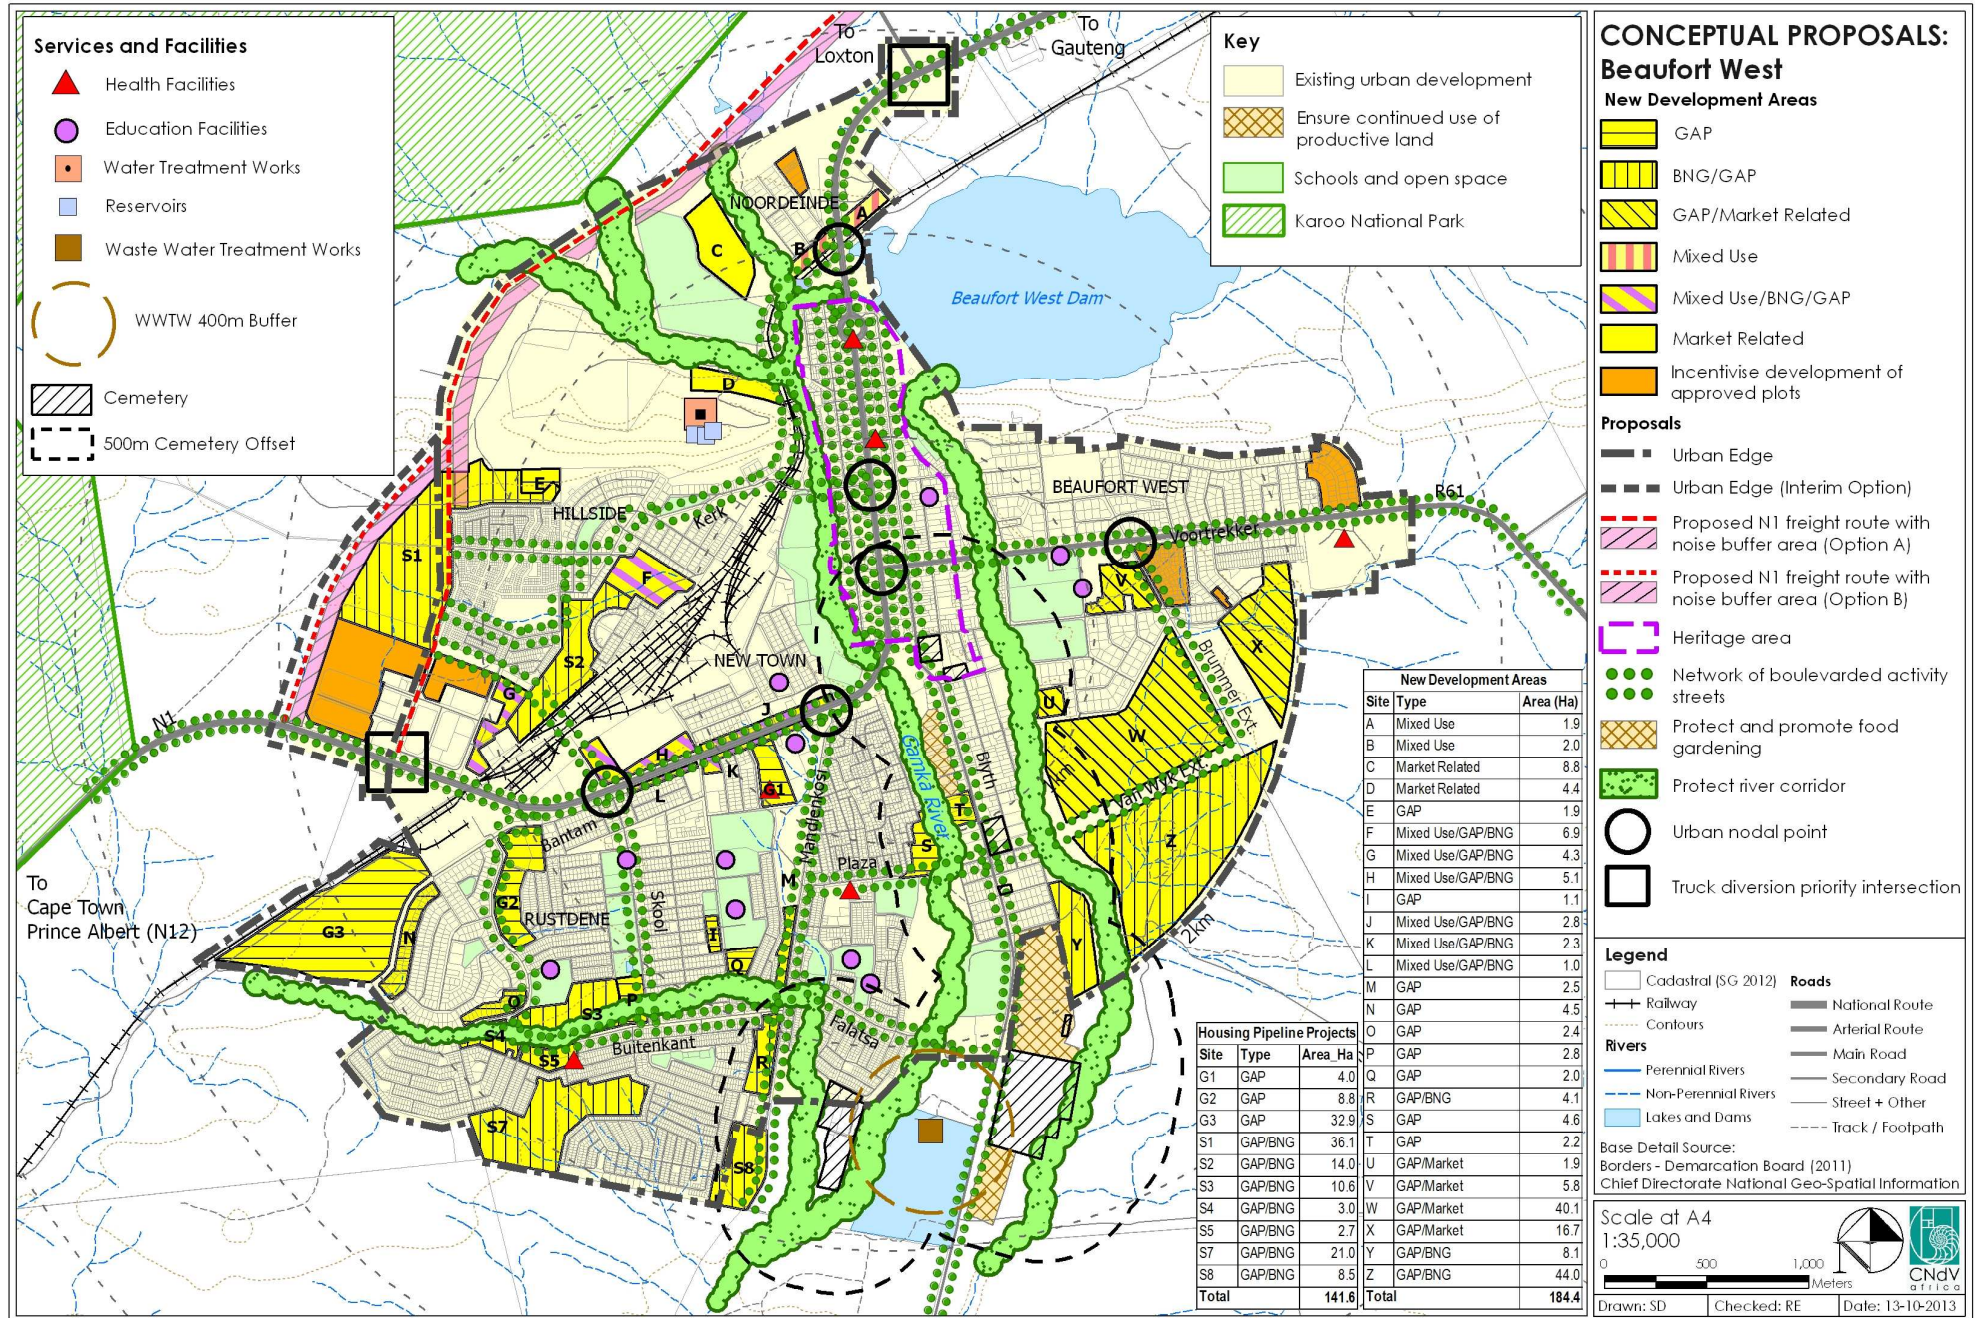 Services and Facilities
Health Facilities
Education Facilities
Water Treatment Works
Reservoirs
Waste Water Treatment Works
WWTW 400m Buffer
Cemetery
500m Cemetery Offset
To
Loxton
To
Gauteng
Key
Existing urban development
Ensure continued use of
productive land
Schools and open space
Karoo National Park
NOORDEINDE
A
B
C
Beaufort West Dam
D
E
HILLSIDE
Kerk
BEAUFORT WEST
R61
Voortrekker
S1
F
V
X
S2
NEW TOWN
Brummer Ext.
G
U
N1
J
W
H
K
L
G1
Gamka River
Blyth
1km
Van Wyk Ext.
Bantam
Mandlenkosi
T
S
Z
Plaza
M
To
Cape Town
Prince Albert (N12)
G2
RUSTDENE
Skool
G3
N
I
Y
2km
Q
O
P
S3
S4
Falatsa
Buitenkant
S5
R
S7
S8
New Development Areas
Site Type Area (Ha)
A Mixed Use 1.9
B Mixed Use 2.0
C Market Related 8.8
D Market Related 4.4
E GAP 1.9
F Mixed Use/GAP/BNG 6.9
G Mixed Use/GAP/BNG 4.3
H Mixed Use/GAP/BNG 5.1
I GAP 1.1
J Mixed Use/GAP/BNG 2.8
K Mixed Use/GAP/BNG 2.3
L Mixed Use/GAP/BNG 1.0
M GAP 2.5
N GAP 4.5
O GAP 2.4
P GAP 2.8
Q GAP 2.0
R GAP/BNG 4.1
S GAP 4.6
T GAP 2.2
U GAP/Market 1.9
V GAP/Market 5.8
W GAP/Market 40.1
X GAP/Market 16.7
Y GAP/BNG 8.1
Z GAP/BNG 44.0
Total 184.4
Housing Pipeline Projects
Site Type Area_Ha
G1 GAP 4.0
G2 GAP 8.8
G3 GAP 32.9
S1 GAP/BNG 36.1
S2 GAP/BNG 14.0
S3 GAP/BNG 10.6
S4 GAP/BNG 3.0
S5 GAP/BNG 2.7
S7 GAP/BNG 21.0
S8 GAP/BNG 8.5
Total 141.6
CONCEPTUAL PROPOSALS:
Beaufort West
New Development Areas
GAP
BNG/GAP
GAP/Market Related
Mixed Use
Mixed Use/BNG/GAP
Market Related
Incentivise development of
approved plots
Proposals
Urban Edge
Urban Edge (Interim Option)
Proposed N1 freight route with
noise buffer area (Option A)
Proposed N1 freight route with
noise buffer area (Option B)
Heritage area
Network of boulevarded activity
streets
Protect and promote food
gardening
Protect river corridor
Urban nodal point
Truck diversion priority intersection
Legend
Cadastral (SG 2012)
Railway
Contours
Rivers
Perennial Rivers
Non-Perennial Rivers
Lakes and Dams
Roads
National Route
Arterial Route
Main Road
Secondary Road
Street + Other
Track / Footpath
Base Detail Source:
Borders - Demarcation Board (2011)
Chief Directorate National Geo-Spatial Information
Scale at A4
1:35,000
0 500 1,000
Meters
CNdV
africa
Drawn: SD Checked: RE Date: 13-10-2013